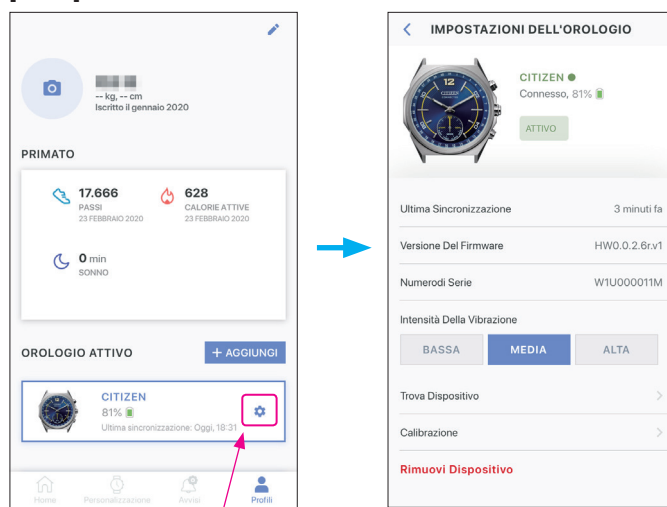 -- kg, -- cm
Iscritto il gennaio 2020
PRIMATO
17.666
PASSI
23 FEBBRAIO 2020
628
CALORIE ATTIVE
23 FEBBRAIO 2020
0 min
SONNO
OROLOGIO ATTIVO
+ AGGIUNGI
CITIZEN
81%
Ultima sincronizzazione: Oggi, 18:31
Home
Personalizzazione
Avvisi
Profili
IMPOSTAZIONI DELL'OROLOGIO
12
CITIZEN
CITIZEN
Connesso, 81%
ATTIVO
Ultima Sincronizzazione 3 minuti fa
Versione Del Firmware HW0.0.2.6r.v1
Numerodi Serie W1U000011M
Intensità Della Vibrazione
BASSA MEDIA ALTA
Trova Dispositivo
Calibrazione
Rimuovi Dispositivo